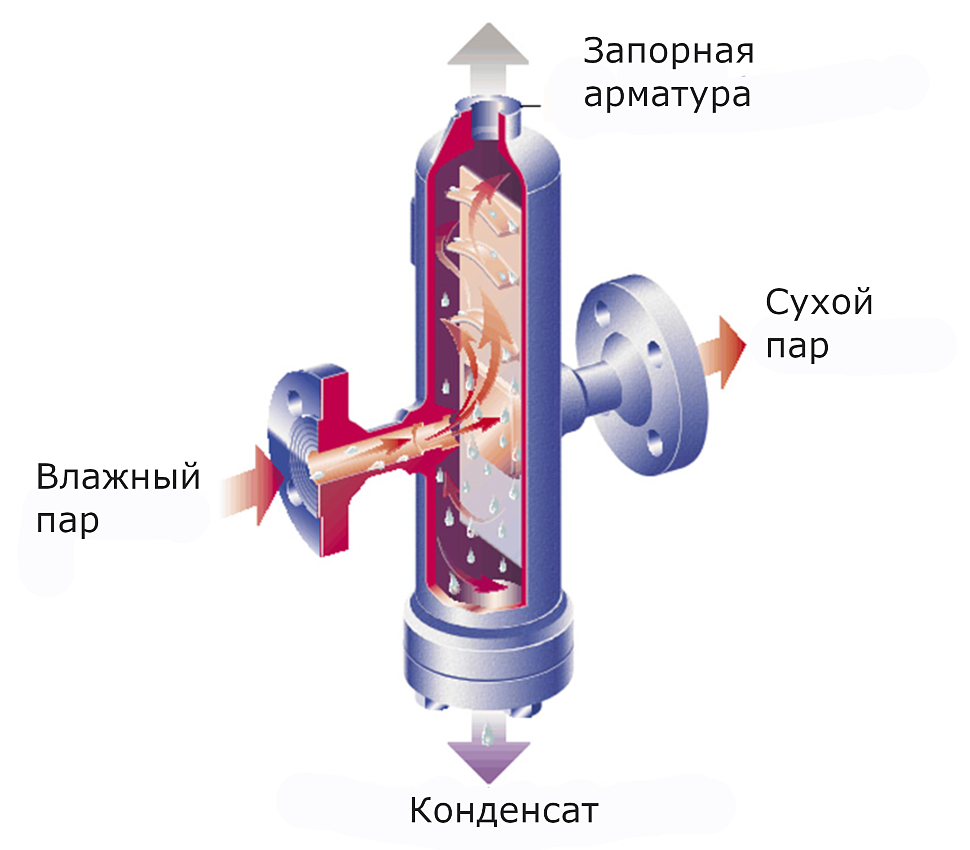 Запорная
арматура
Сухой
пар
Влажный
пар
Конденсат